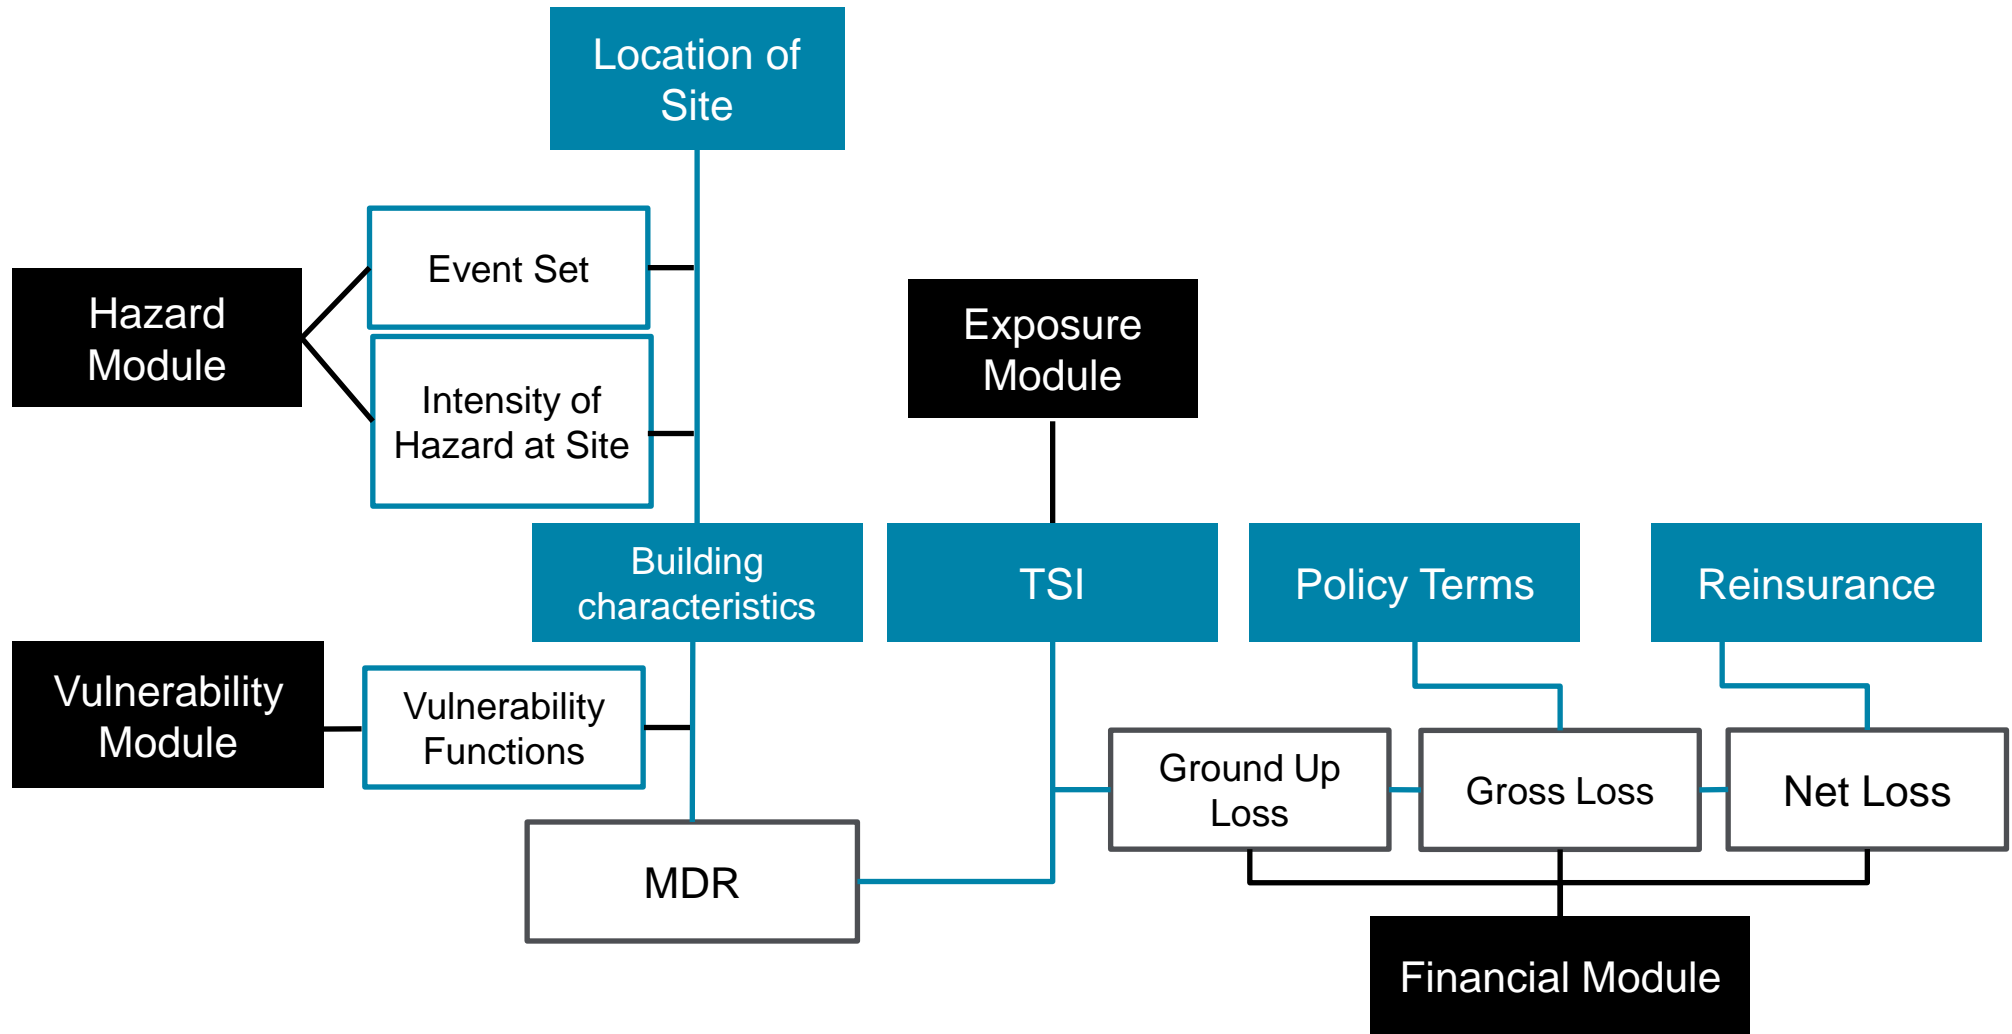 Location of
Site
Event Set
Hazard
Module
Intensity of
Hazard at Site
Exposure
Module
Building
characteristics
TSI
Policy Terms
Reinsurance
Vulnerability
Module
Vulnerability
Functions
Ground Up
Loss
Gross Loss
Net Loss
MDR
Financial Module